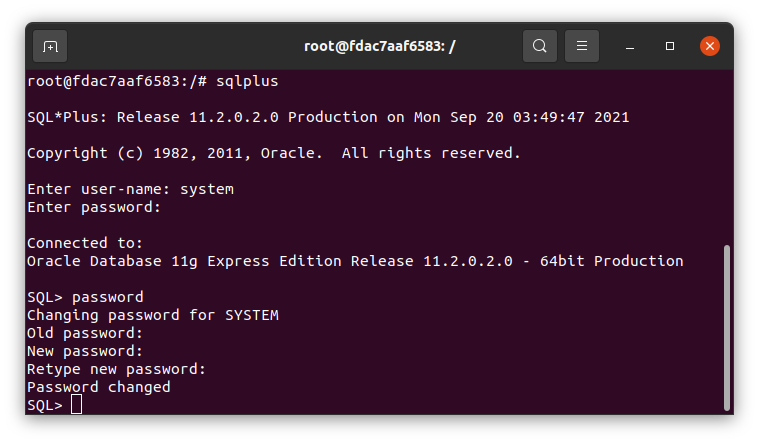 root@fdac7aaf6583: /
root@fdac7aaf6583:/# sqlplus
SQL*Plus: Release 11.2.0.2.0 Production on Mon Sep 20 03:49:47 2021
Copyright (c) 1982, 2011, Oracle.  All rights reserved.
Enter user-name: system
Enter password:
Connected to:
Oracle Database 11g Express Edition Release 11.2.0.2.0 - 64bit Production
SQL> password
Changing password for SYSTEM
Old password:
New password:
Retype new password:
Password changed
SQL>